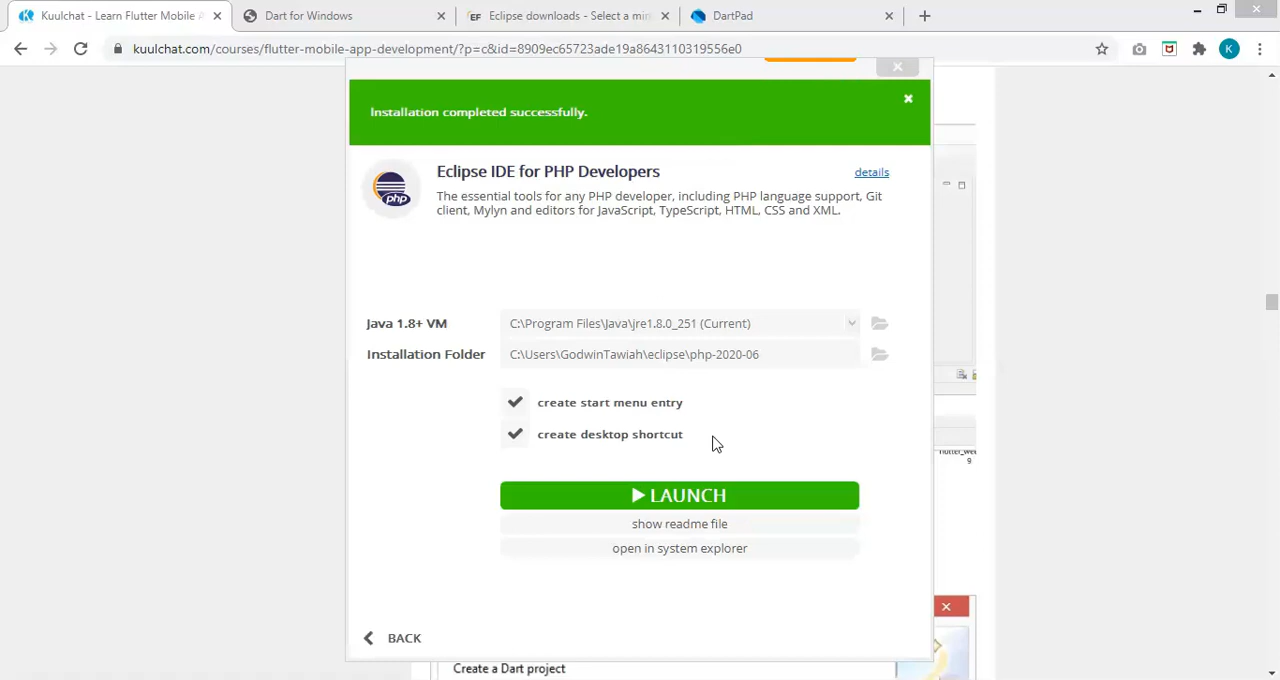 Kuulchat - Learn Flutter Mobile A
Dart for Windows
Eclipse downloads - Select a mir
DartPad
kuulchat.com/courses/flutter-mobile-app-development/?p=c&id=8909ec65723ade19a8643110319556e0
K
Installation completed successfully.
php
Eclipse IDE for PHP Developers
details
The essential tools for any PHP developer, including PHP language support, Git
client, Mylyn and editors for JavaScript, TypeScript, HTML, CSS and XML.
Java 1.8+ VM
C:\Program Files\Java\jre1.8.0_251 (Current)
Installation Folder
C:\Users\GodwinTawiah\eclipse\php-2020-06
create start menu entry
create desktop shortcut
9
LAUNCH
show readme file
open in system explorer
BACK
Create a Dart project